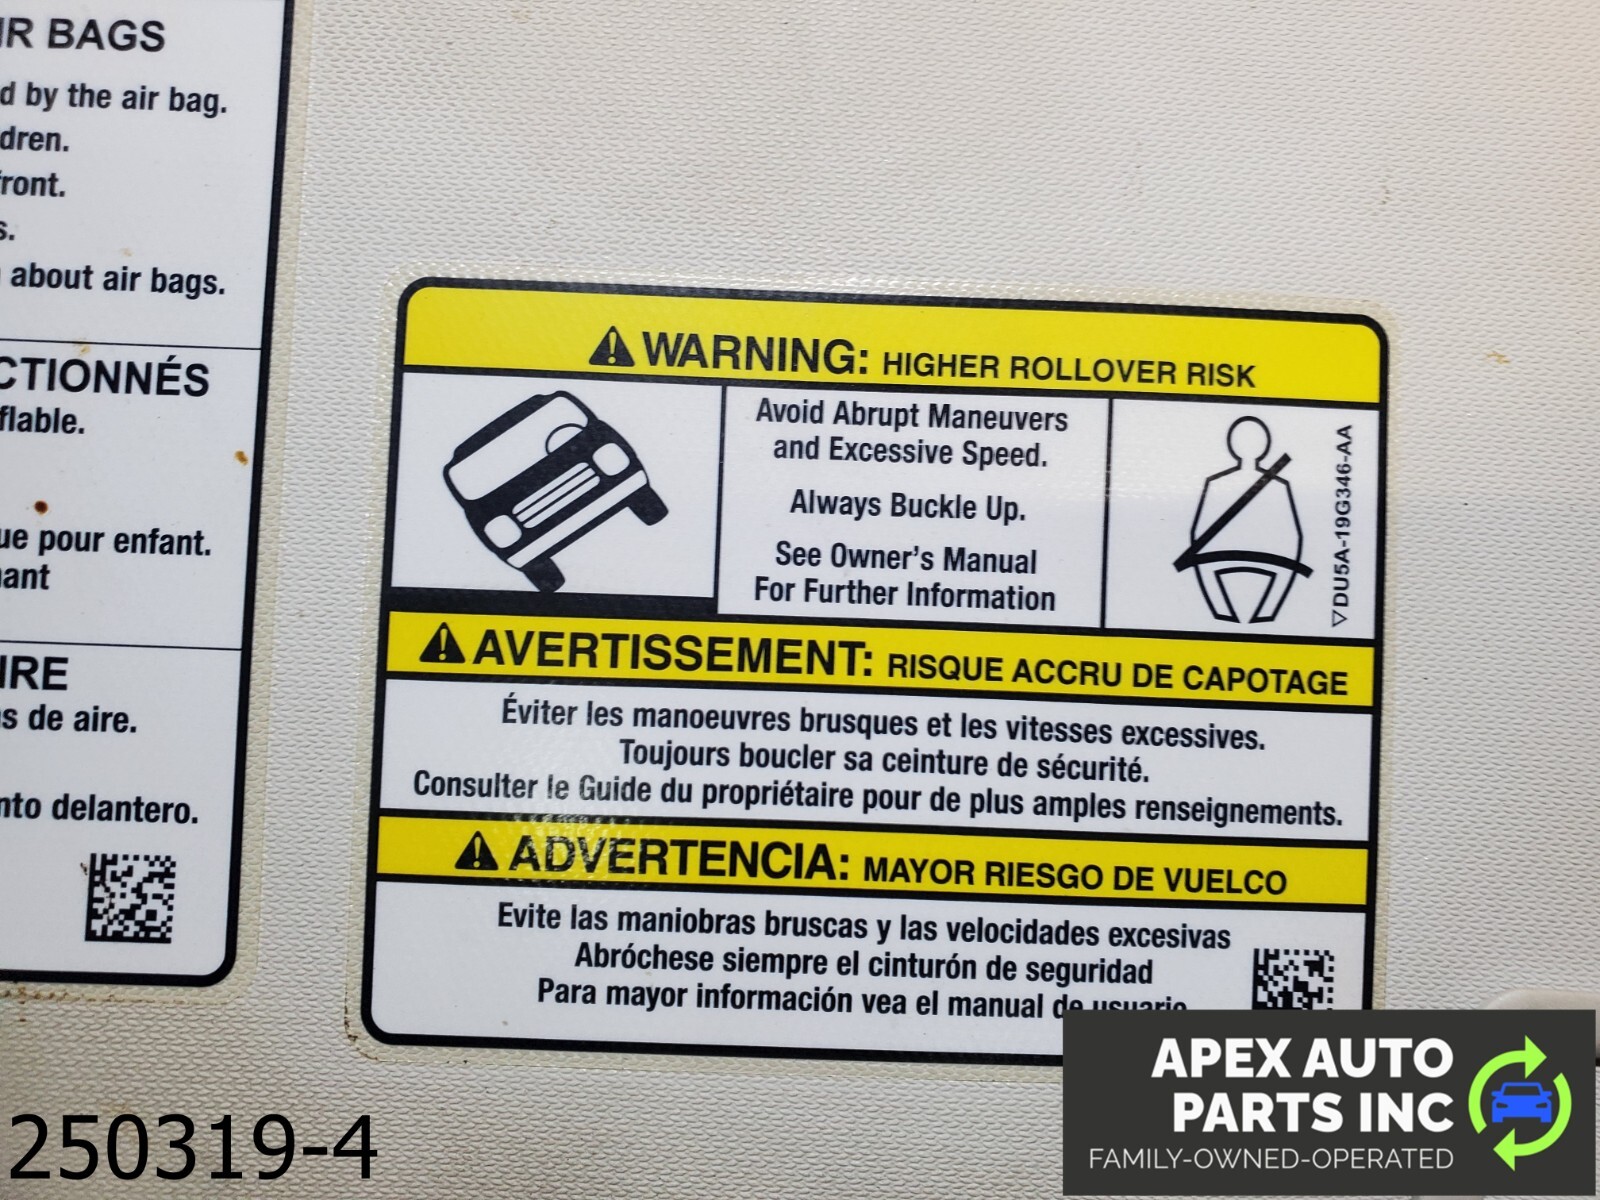 IR BAGS
d by the air bag.
dren.
front.
s.
about air bags.
CTIONNÉS
flable.
ue pour enfant.
nant
IRE
s de aire.
nto delantero.
WARNING: HIGHER ROLLOVER RISK
Avoid Abrupt Maneuvers
and Excessive Speed.
Always Buckle Up.
See Owner's Manual
For Further Information
▽DU5A-19G346-AA
AVERTISSEMENT: RISQUE ACCRU DE CAPOTAGE
Éviter les manoeuvres brusques et les vitesses excessives.
Toujours boucler sa ceinture de sécurité.
Consulter le Guide du propriétaire pour de plus amples renseignements.
ADVERTENCIA: MAYOR RIESGO DE VUELCO
Evite las maniobras bruscas y las velocidades excesivas
Abróchese siempre el cinturón de seguridad
Para mayor información vea el manual de usuario
APEX AUTO
PARTS INC
FAMILY-OWNED-OPERATED
250319-4